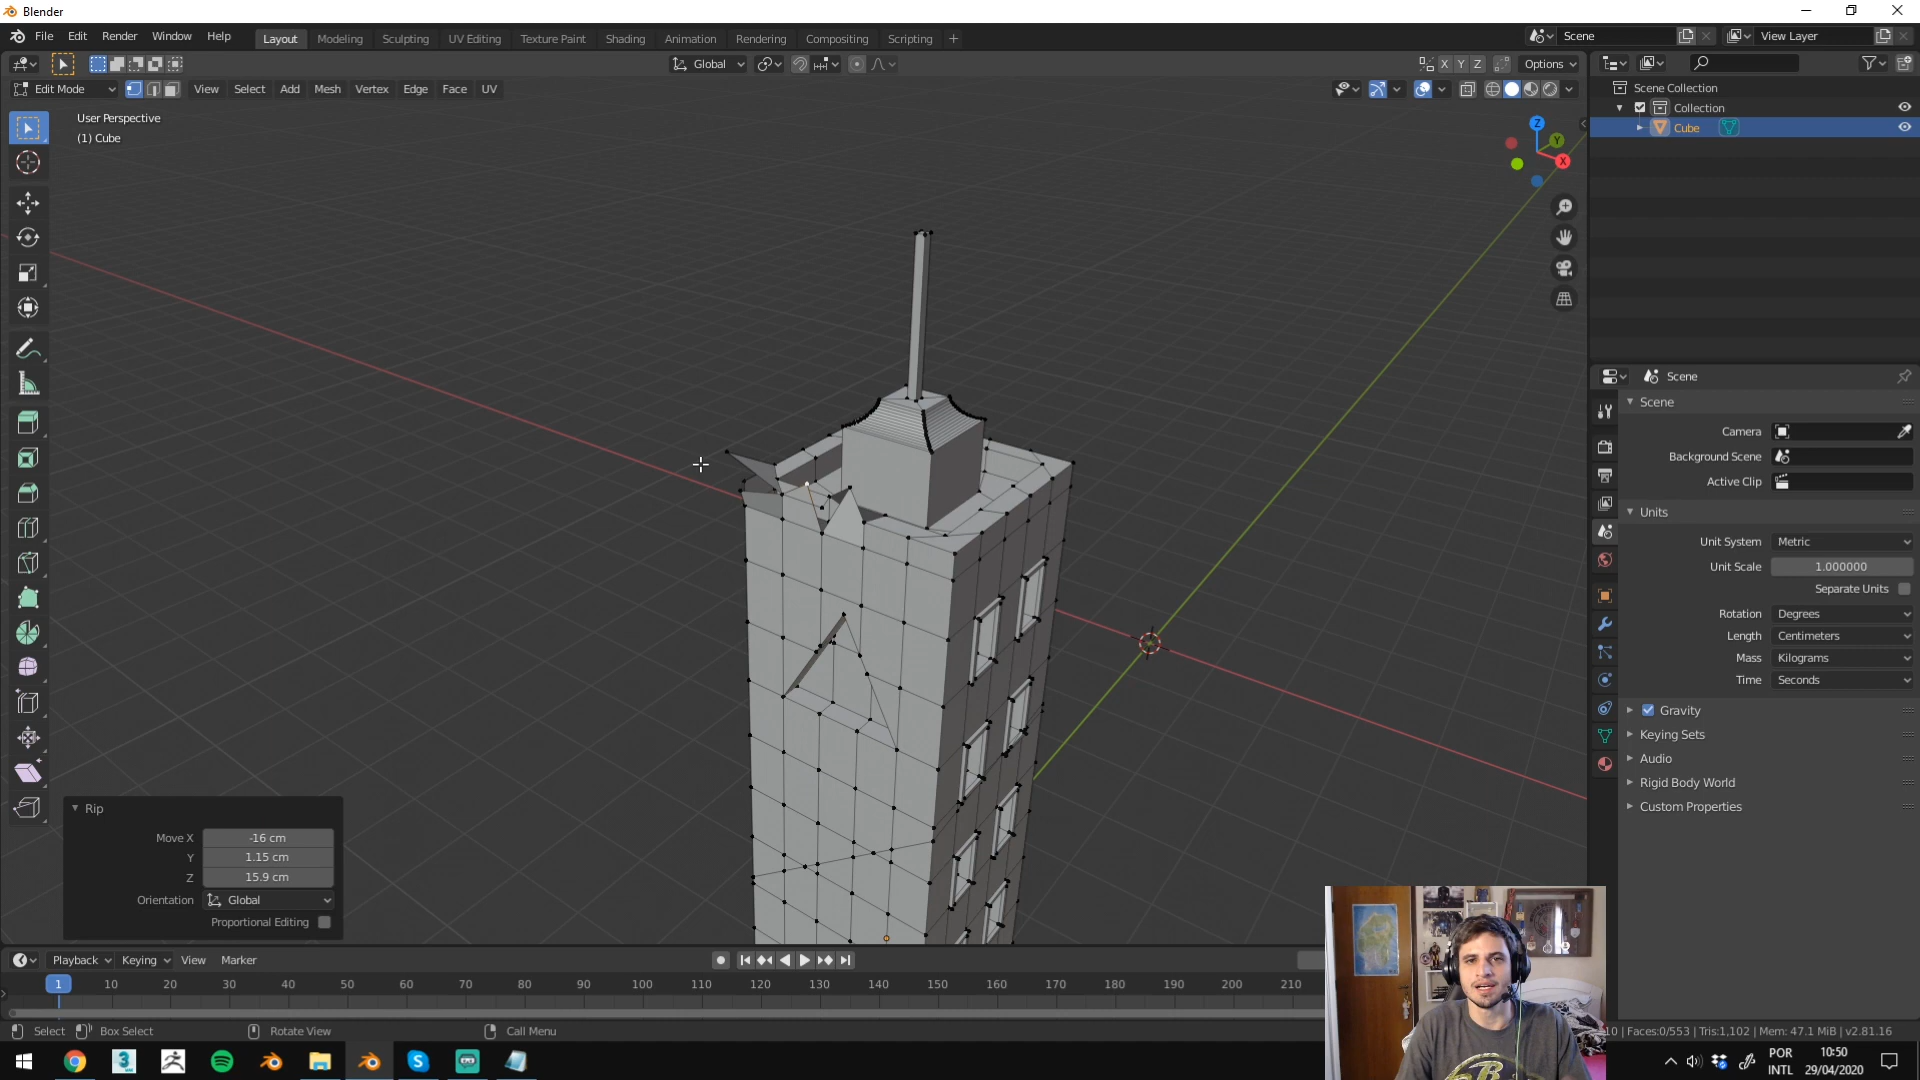 Blender
File Edit Render Window Help Layout Modeling Sculpting UV Editing Texture Paint Shading Animation Rendering Compositing Scripting Scene View Layer
Global X Y Z Options
Edit Mode View Select Add Mesh Vertex Edge Face UV
User Perspective
(1) Cube
Z
Y
X
Scene Collection
Collection
Cube
Scene
Scene
Camera
Background Scene
Active Clip
Units
Unit System Metric
Unit Scale 1.000000
Separate Units
Rotation Degrees
Length Centimeters
Mass Kilograms
Time Seconds
Gravity
Keying Sets
Audio
Rigid Body World
Custom Properties
Rip
Move X -16 cm
Y 1.15 cm
Z 15.9 cm
Orientation Global
Proportional Editing
Playback Keying View Marker
1 10 20 30 40 50 60 70 80 90 100 110 120 130 140 150 160 170 180 190 200 210
Select Box Select Rotate View Call Menu
10 | Faces:0/553 | Tris:1,102 | Mem: 47.1 MiB | v2.81.16
POR
INTL
10:50
29/04/2020